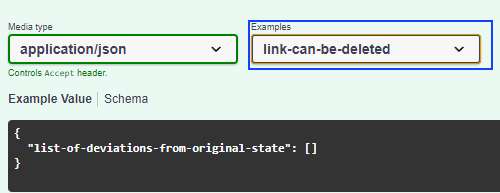 Media type
application/json
Examples
link-can-be-deleted
Controls Accept header.
Example Value
Schema
{
"list-of-deviations-from-original-state": []
}